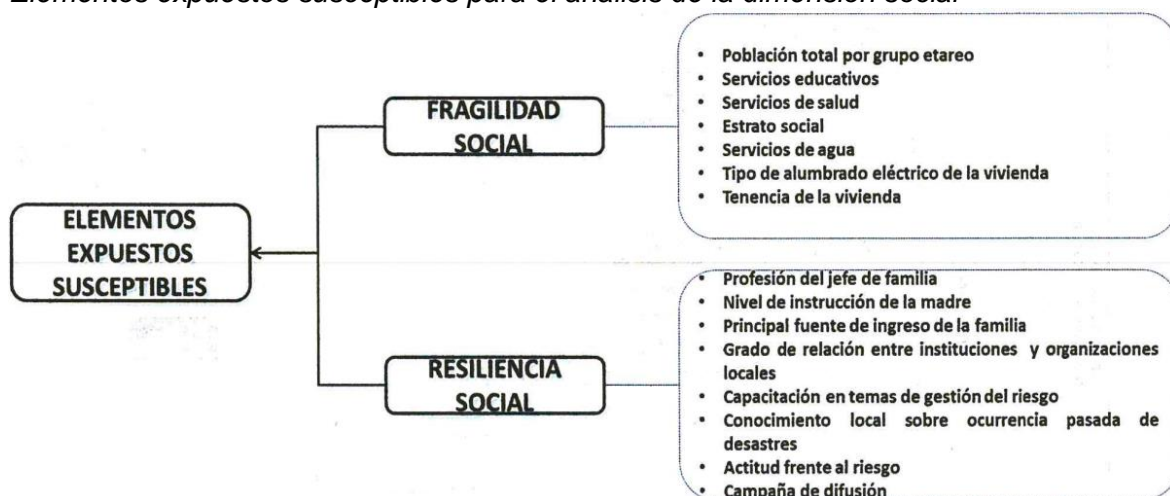 Elementos expuestos susceptibles para el análisis de la dimensión social
FRAGILIDAD
SOCIAL
• Población total por grupo etareo
• Servicios educativos
• Servicios de salud
• Estrato social
• Servicios de agua
• Tipo de alumbrado eléctrico de la vivienda
• Tenencia de la vivienda
ELEMENTOS
EXPUESTOS
SUSCEPTIBLES
RESILIENCIA
SOCIAL
• Profesión del jefe de familia
• Nivel de instrucción de la madre
• Principal fuente de ingreso de la familia
• Grado de relación entre instituciones y organizaciones
locales
• Capacitación en temas de gestión del riesgo
• Conocimiento local sobre ocurrencia pasada de
desastres
• Actitud frente al riesgo
• Campaña de difusión